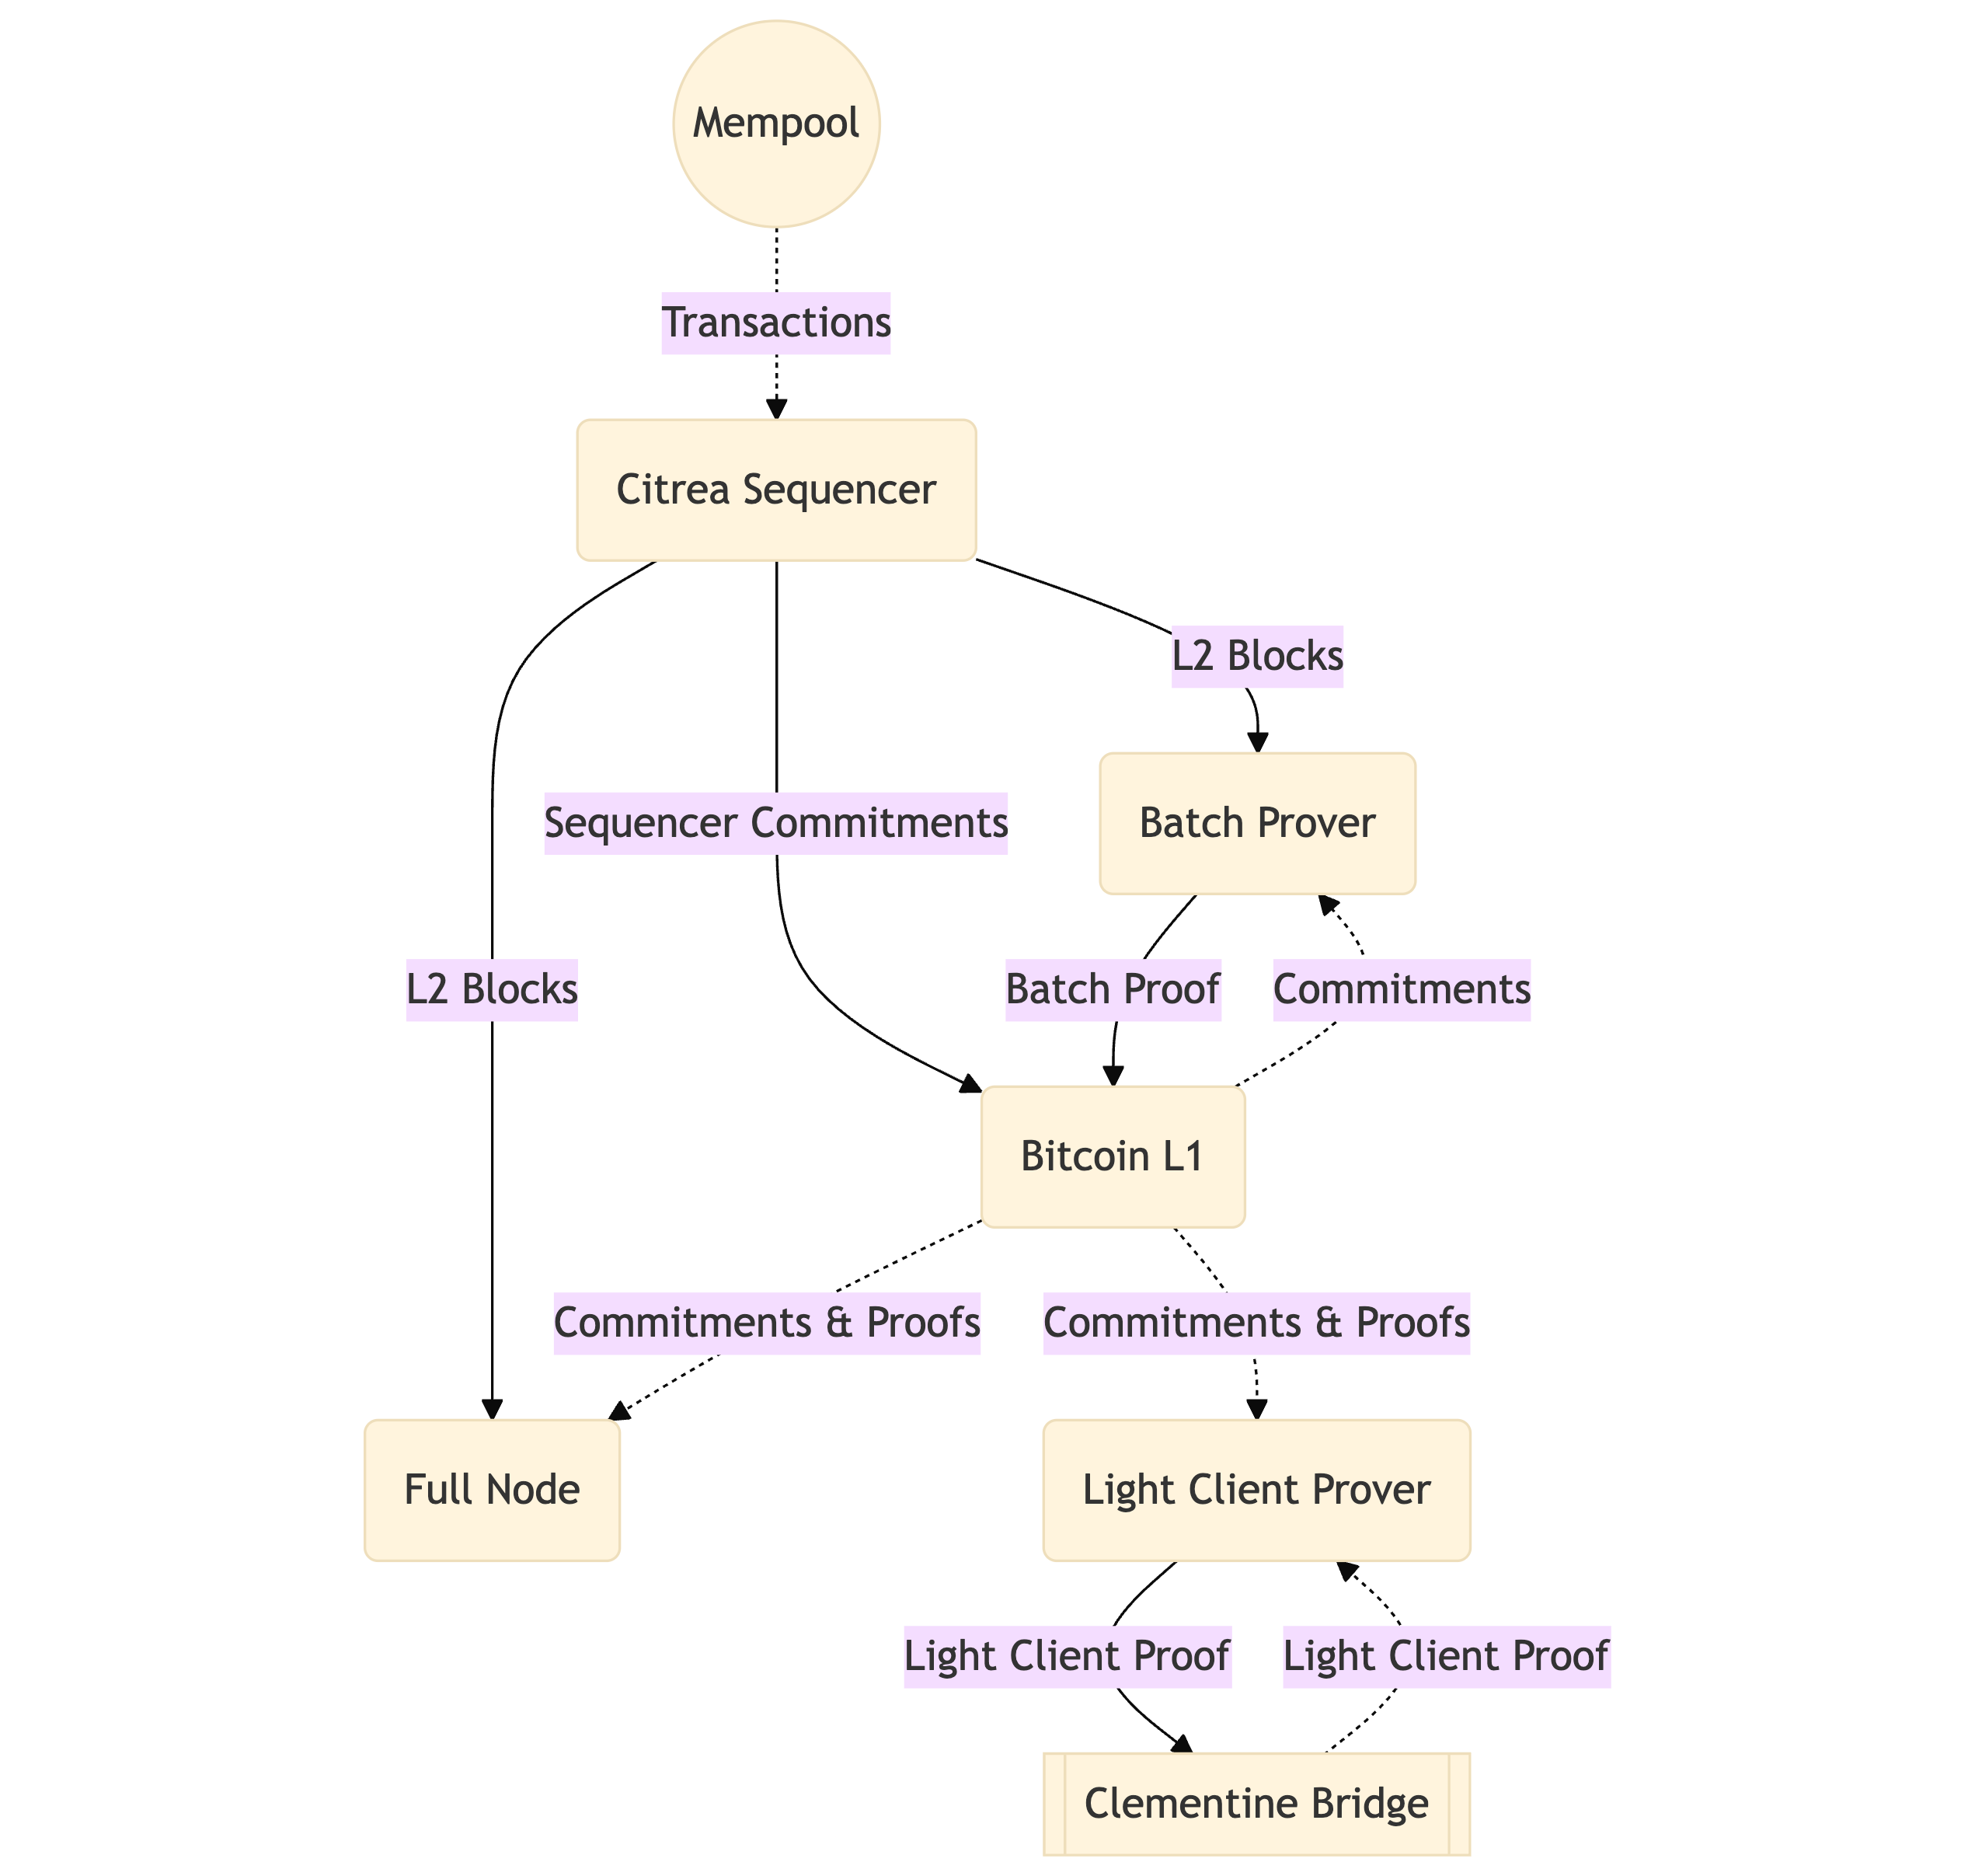 Mempool
Transactions
Citrea Sequencer
L2 Blocks
Sequencer Commitments
Batch Prover
L2 Blocks
Batch Proof
Commitments
Bitcoin L1
Commitments & Proofs
Commitments & Proofs
Full Node
Light Client Prover
Light Client Proof
Light Client Proof
Clementine Bridge